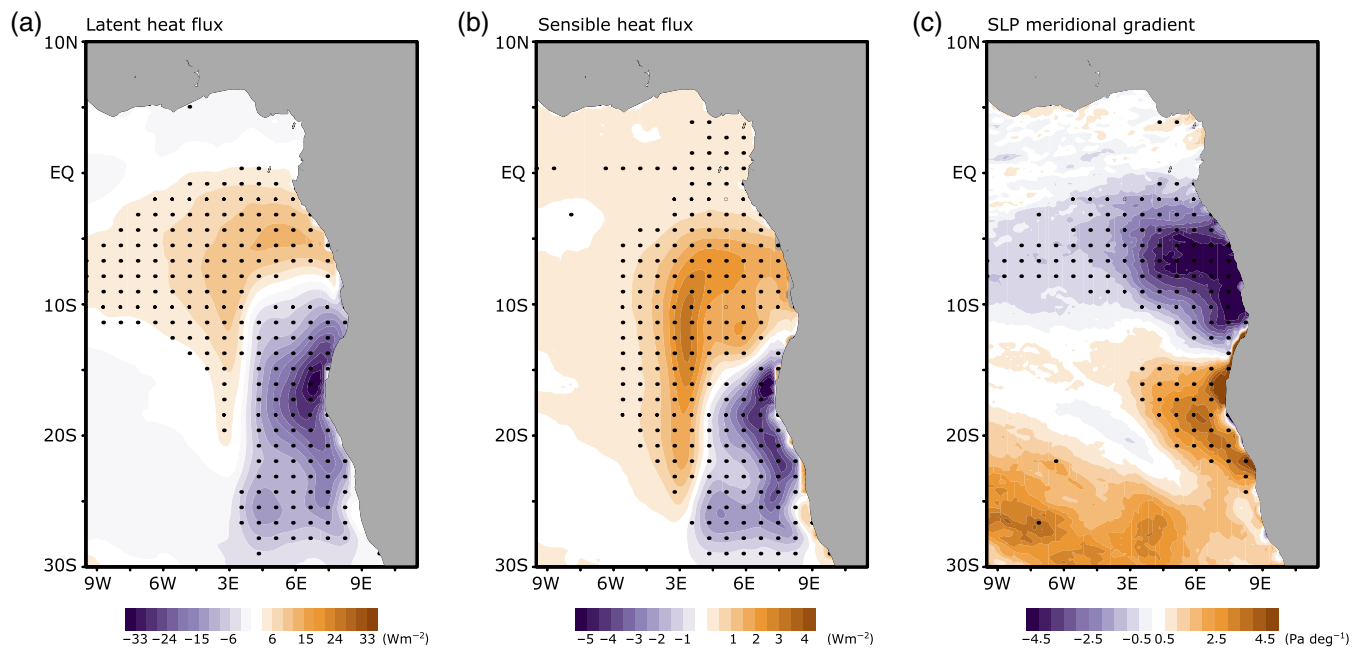 (a) Latent heat flux
(b) Sensible heat flux
(c) SLP meridional gradient
10N
EQ
10S
20S
30S
9W 6W 3E 6E 9E
10N
EQ
10S
20S
30S
9W 6W 3E 6E 9E
10N
EQ
10S
20S
30S
9W 6W 3E 6E 9E
−33 −24 −15 −6 6 15 24 33 (Wm⁻²)
−5 −4 −3 −2 −1 1 2 3 4 (Wm⁻²)
−4.5 −2.5 −0.5 0.5 2.5 4.5 (Pa deg⁻¹)